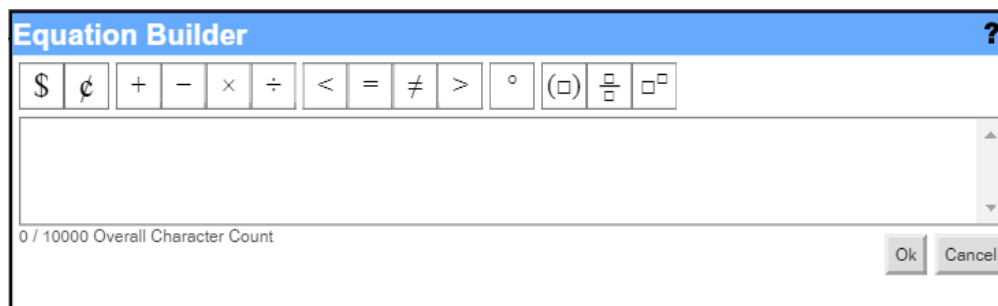 Equation Builder ?
$ ¢ + − × ÷ < = ≠ > ° (□) □/□ □□
0 / 10000 Overall Character Count
Ok Cancel